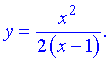 y = x^2 / (2(x−1)).